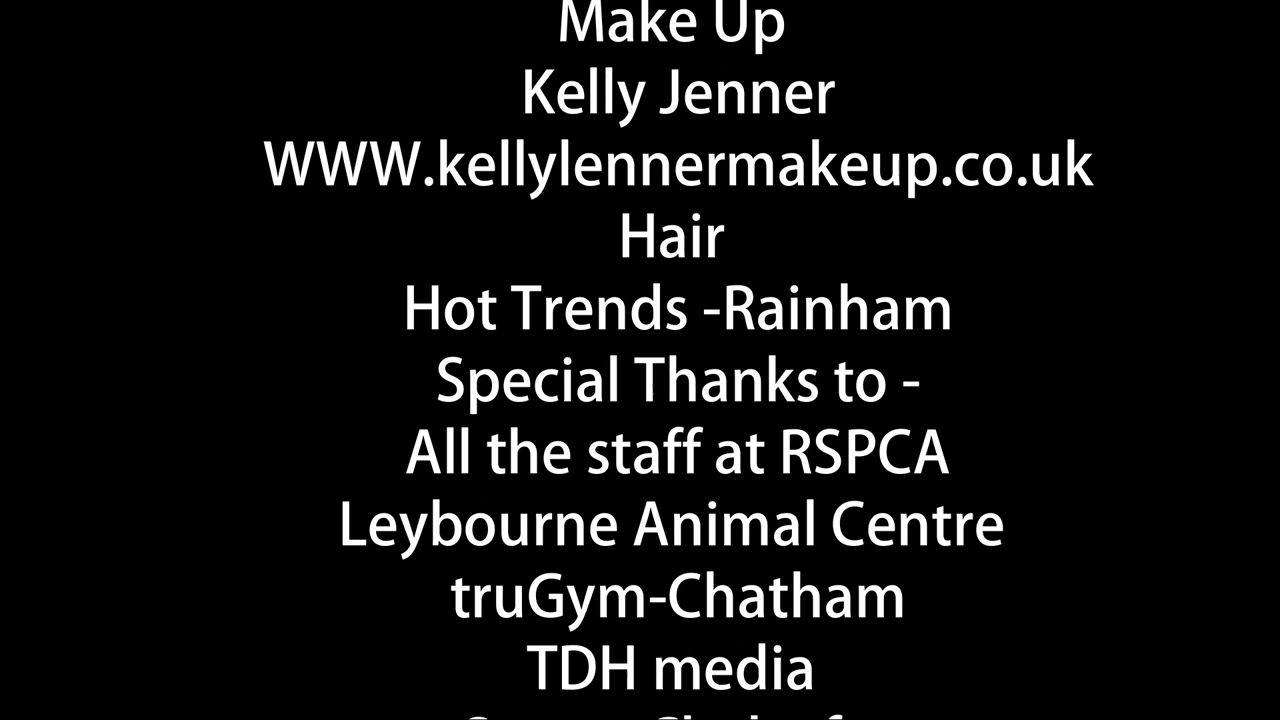 Make Up
Kelly Jenner
WWW.kellylennermakeup.co.uk
Hair
Hot Trends -Rainham
Special Thanks to -
All the staff at RSPCA
Leybourne Animal Centre
truGym-Chatham
TDH media